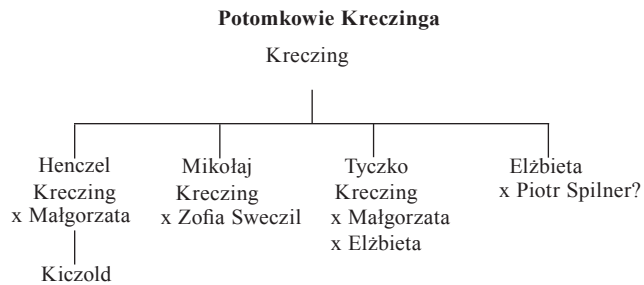 Potomkowie Kreczinga
Kreczing
Henczel
Kreczing
x Małgorzata
Kiczold
Mikołaj
Kreczing
x Zofia Sweczil
Tyczko
Kreczing
x Małgorzata
x Elżbieta
Elżbieta
x Piotr Spilner?